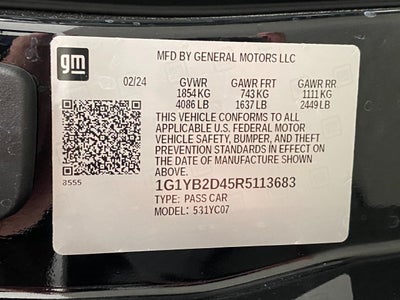 gm MFD BY GENERAL MOTORS LLC
02/24 GVWR GAWR FRT GAWR RR
1854 KG 743 KG 1111 KG
4086 LB 1637 LB 2449 LB
THIS VEHICLE CONFORMS TO ALL
APPLICABLE U.S. FEDERAL MOTOR
VEHICLE SAFETY, BUMPER, AND THEFT
PREVENTION STANDARDS IN EFFECT ON
THE DATE OF MANUFACTURE SHOWN
ABOVE.
8555
1G1YB2D45R5113683
TYPE: PASS CAR
MODEL: 531YC07